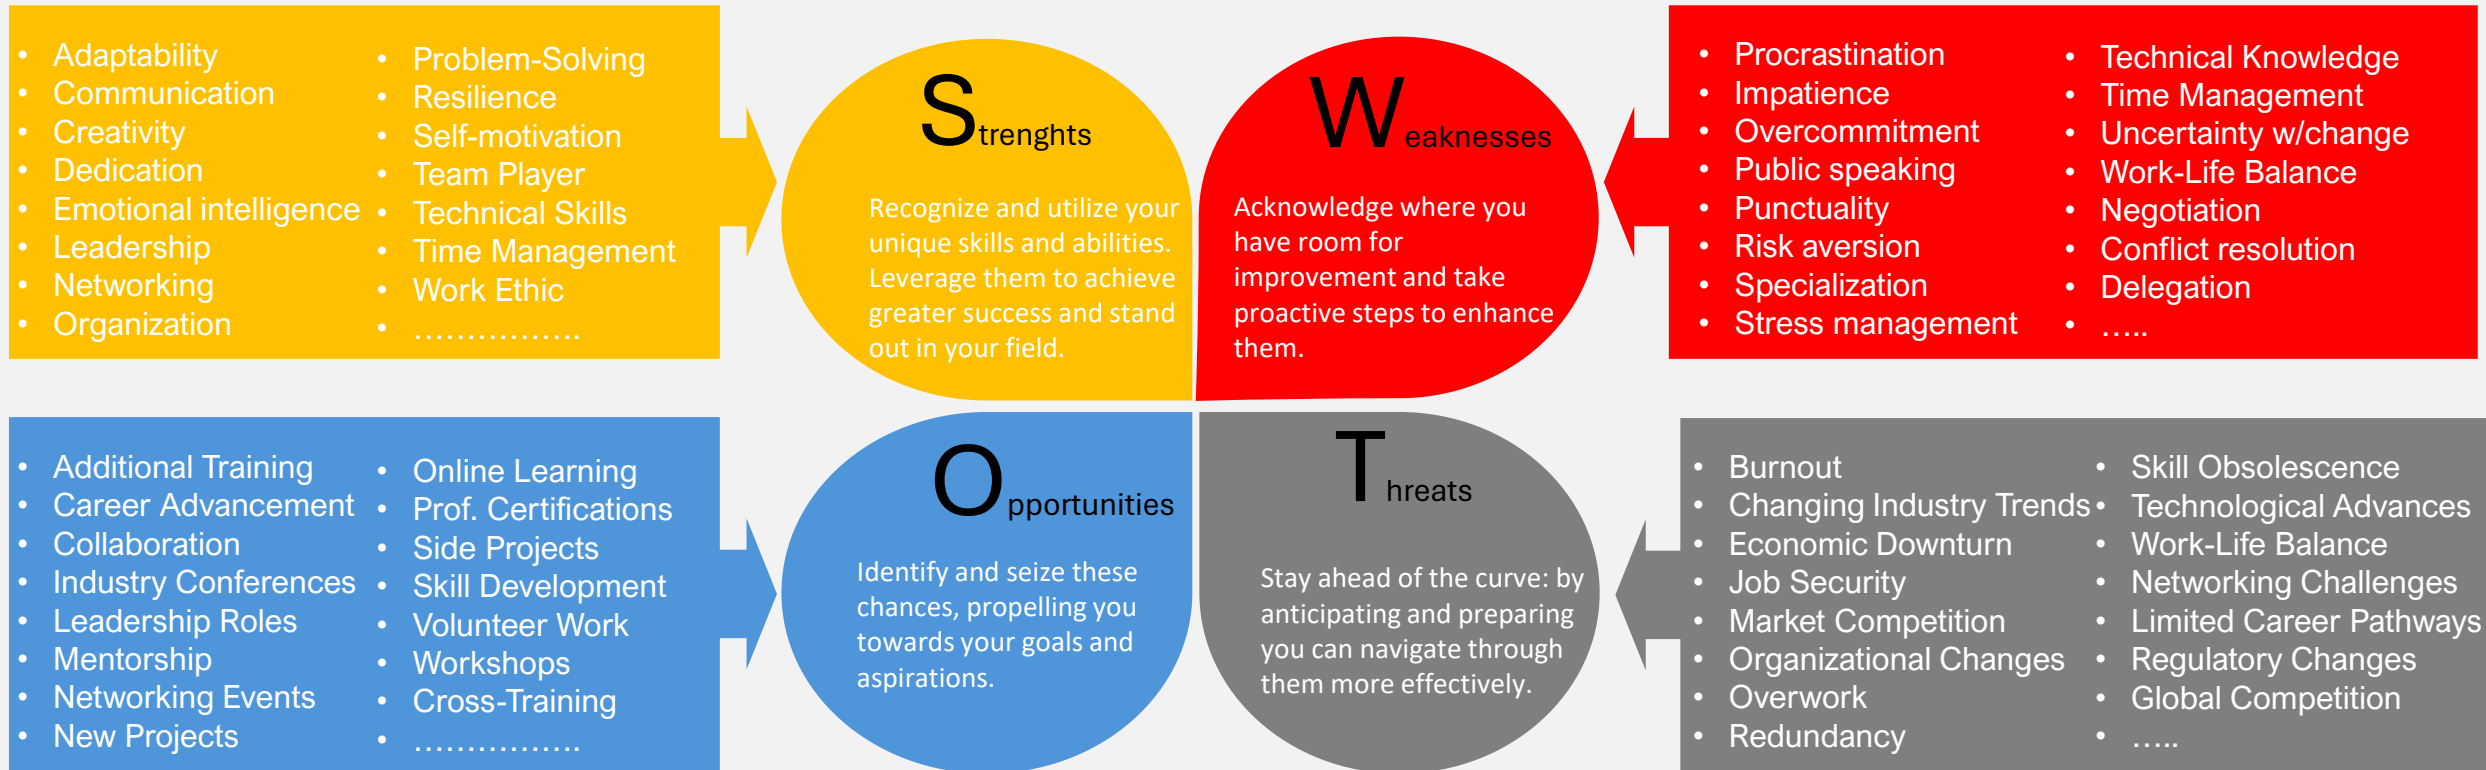 • Adaptability
• Communication
• Creativity
• Dedication
• Emotional intelligence
• Leadership
• Networking
• Organization
• Problem-Solving
• Resilience
• Self-motivation
• Team Player
• Technical Skills
• Time Management
• Work Ethic
• ................
Strenghts
Recognize and utilize your
unique skills and abilities.
Leverage them to achieve
greater success and stand
out in your field.
Weaknesses
Acknowledge where you
have room for
improvement and take
proactive steps to enhance
them.
• Procrastination
• Impatience
• Overcommitment
• Public speaking
• Punctuality
• Risk aversion
• Specialization
• Stress management
• Technical Knowledge
• Time Management
• Uncertainty w/change
• Work-Life Balance
• Negotiation
• Conflict resolution
• Delegation
• .....
• Additional Training
• Career Advancement
• Collaboration
• Industry Conferences
• Leadership Roles
• Mentorship
• Networking Events
• New Projects
• Online Learning
• Prof. Certifications
• Side Projects
• Skill Development
• Volunteer Work
• Workshops
• Cross-Training
• ................
Opportunities
Identify and seize these
chances, propelling you
towards your goals and
aspirations.
Threats
Stay ahead of the curve: by
anticipating and preparing
you can navigate through
them more effectively.
• Burnout
• Changing Industry Trends
• Economic Downturn
• Job Security
• Market Competition
• Organizational Changes
• Overwork
• Redundancy
• Skill Obsolescence
• Technological Advances
• Work-Life Balance
• Networking Challenges
• Limited Career Pathways
• Regulatory Changes
• Global Competition
• .....